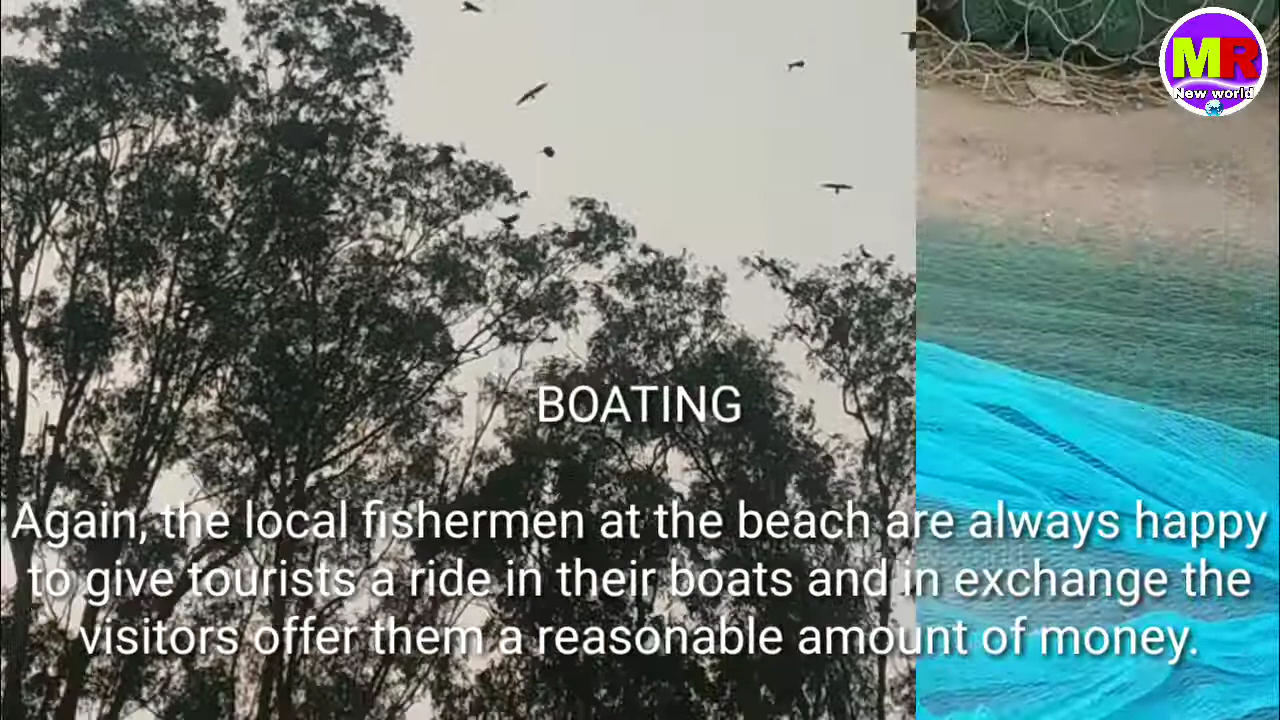 MR
New world
BOATING
Again, the local fishermen at the beach are always happy
to give tourists a ride in their boats and in exchange the
visitors offer them a reasonable amount of money.